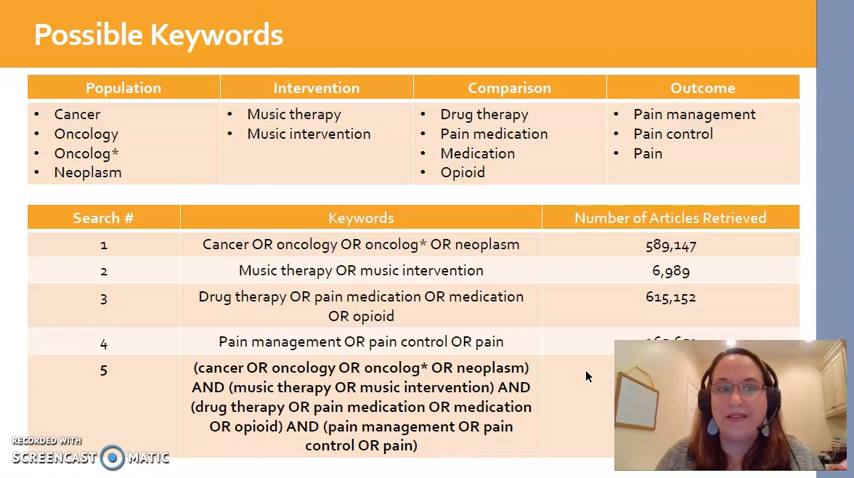 Possible Keywords
Population Intervention Comparison Outcome
• Cancer • Music therapy • Drug therapy • Pain management
• Oncology • Music intervention • Pain medication • Pain control
• Oncolog* • Medication • Pain
• Neoplasm • Opioid
Search # Keywords Number of Articles Retrieved
1 Cancer OR oncology OR oncolog* OR neoplasm 589,147
2 Music therapy OR music intervention 6,989
3 Drug therapy OR pain medication OR medication 615,152
OR opioid
4 Pain management OR pain control OR pain
5 (cancer OR oncology OR oncolog* OR neoplasm)
AND (music therapy OR music intervention) AND
(drug therapy OR pain medication OR medication
OR opioid) AND (pain management OR pain
control OR pain)
RECORDED WITH
SCREENCAST MATIC